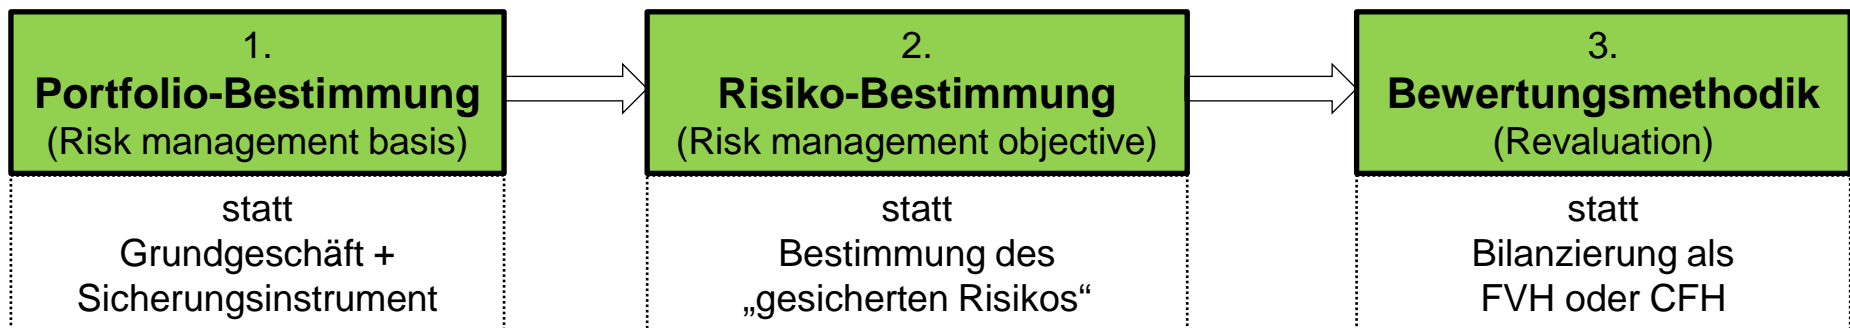 1.
Portfolio-Bestimmung
(Risk management basis)
statt
Grundgeschäft +
Sicherungsinstrument
2.
Risiko-Bestimmung
(Risk management objective)
statt
Bestimmung des
„gesicherten Risikos“
3.
Bewertungsmethodik
(Revaluation)
statt
Bilanzierung als
FVH oder CFH